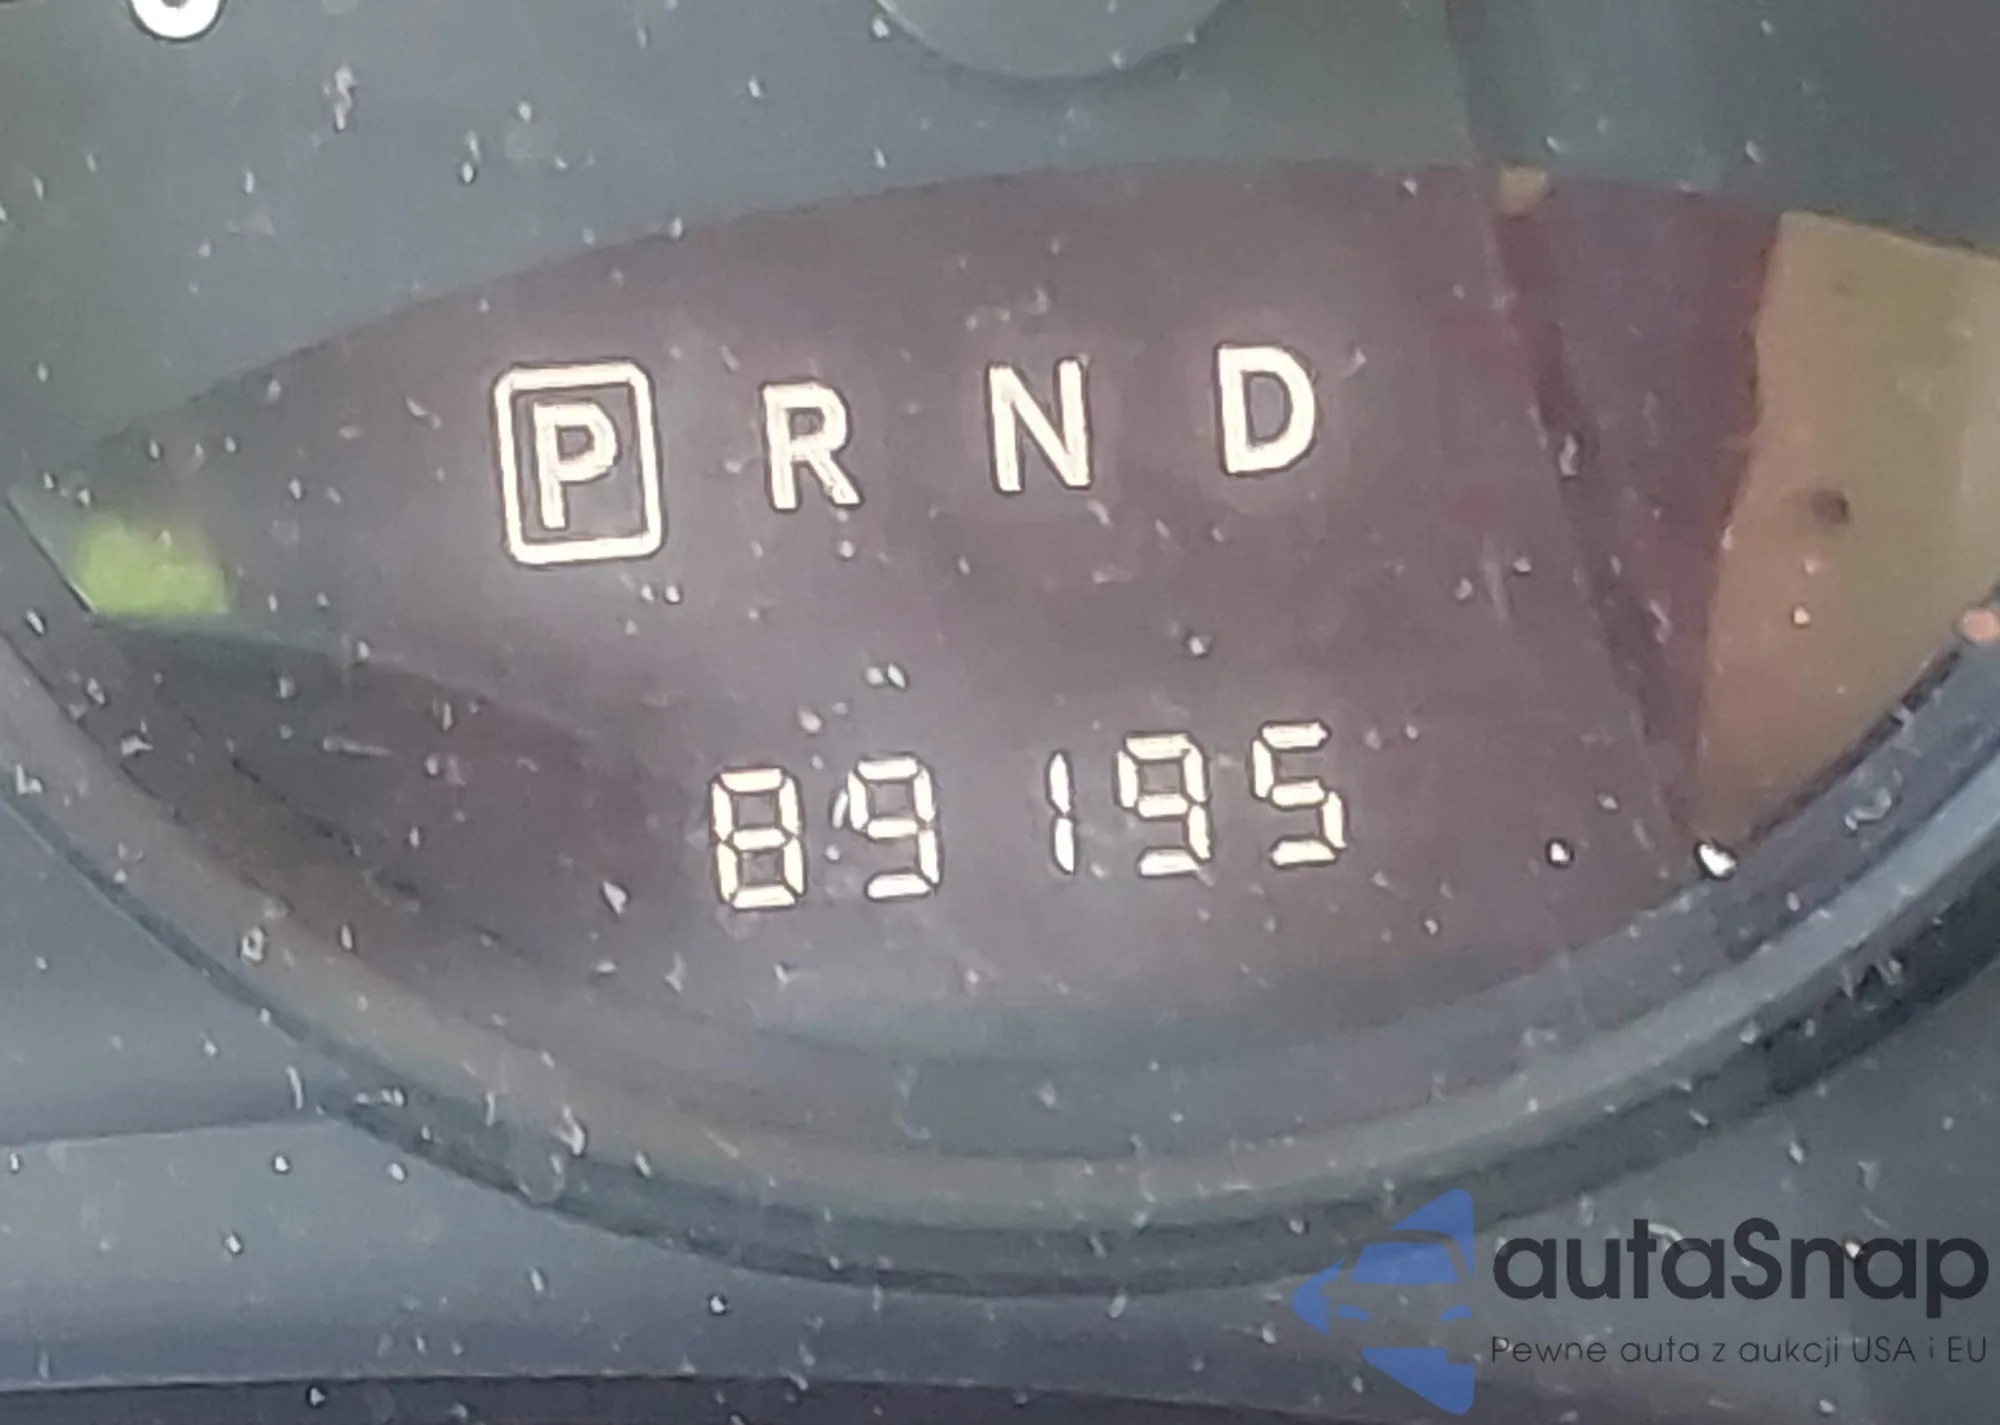 P R N D
89195
autaSnap
Pewne auta z aukcji USA i EU